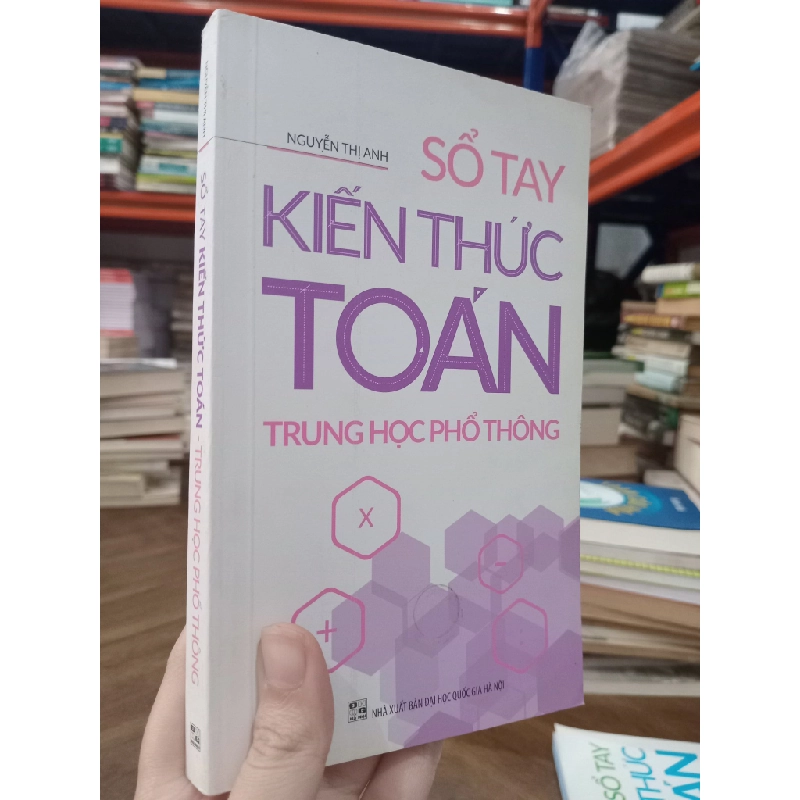 NGUYỄN THỊ ANH
SỔ TAY
KIẾN THỨC
TOÁN
TRUNG HỌC PHỔ THÔNG
x
-
+
:
NHÀ XUẤT BẢN ĐẠI HỌC QUỐC GIA HÀ NỘI
SỔ TAY KIẾN THỨC TOÁN - TRUNG HỌC PHỔ THÔNG
SỔ TAY
THỨC